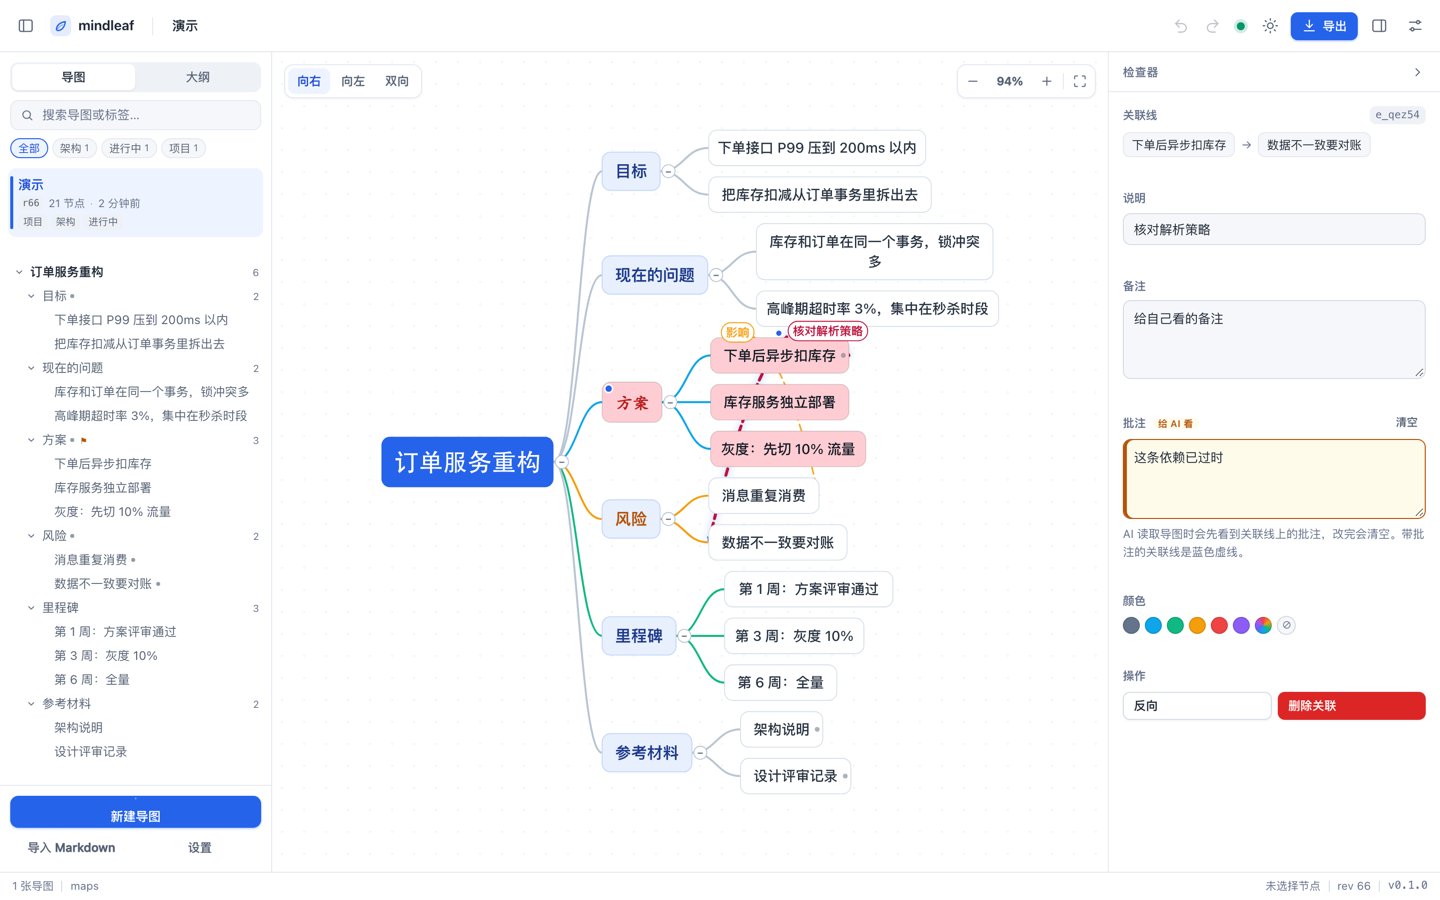 mindleaf
演示
导出
导图
大纲
搜索导图或标签...
全部
架构 1
进行中 1
项目 1
演示
r66 21 节点 · 2 分钟前
项目 架构 进行中
订单服务重构 6
目标 2
下单接口 P99 压到 200ms 以内
把库存扣减从订单事务里拆出去
现在的问题 2
库存和订单在同一个事务，锁冲突多
高峰期超时率 3%，集中在秒杀时段
方案 3
下单后异步扣库存
库存服务独立部署
灰度：先切 10% 流量
风险 2
消息重复消费
数据不一致要对账
里程碑 3
第 1 周：方案评审通过
第 3 周：灰度 10%
第 6 周：全量
参考材料 2
架构说明
设计评审记录
新建导图
导入 Markdown
设置
1 张导图
maps
向右
向左
双向
94%
订单服务重构
目标
下单接口 P99 压到 200ms 以内
把库存扣减从订单事务里拆出去
现在的问题
库存和订单在同一个事务，锁冲突
多
高峰期超时率 3%，集中在秒杀时段
影响
核对解析策略
方案
下单后异步扣库存
库存服务独立部署
灰度：先切 10% 流量
风险
消息重复消费
数据不一致要对账
里程碑
第 1 周：方案评审通过
第 3 周：灰度 10%
第 6 周：全量
参考材料
架构说明
设计评审记录
检查器
关联线
e_qez54
下单后异步扣库存 → 数据不一致要对账
说明
核对解析策略
备注
给自己看的备注
批注 给 AI 看
清空
这条依赖已过时
AI 读取导图时会先看到关联线上的批注，改完会清空。带批
注的关联线是蓝色虚线。
颜色
操作
反向
删除关联
未选择节点
rev 66
v0.1.0